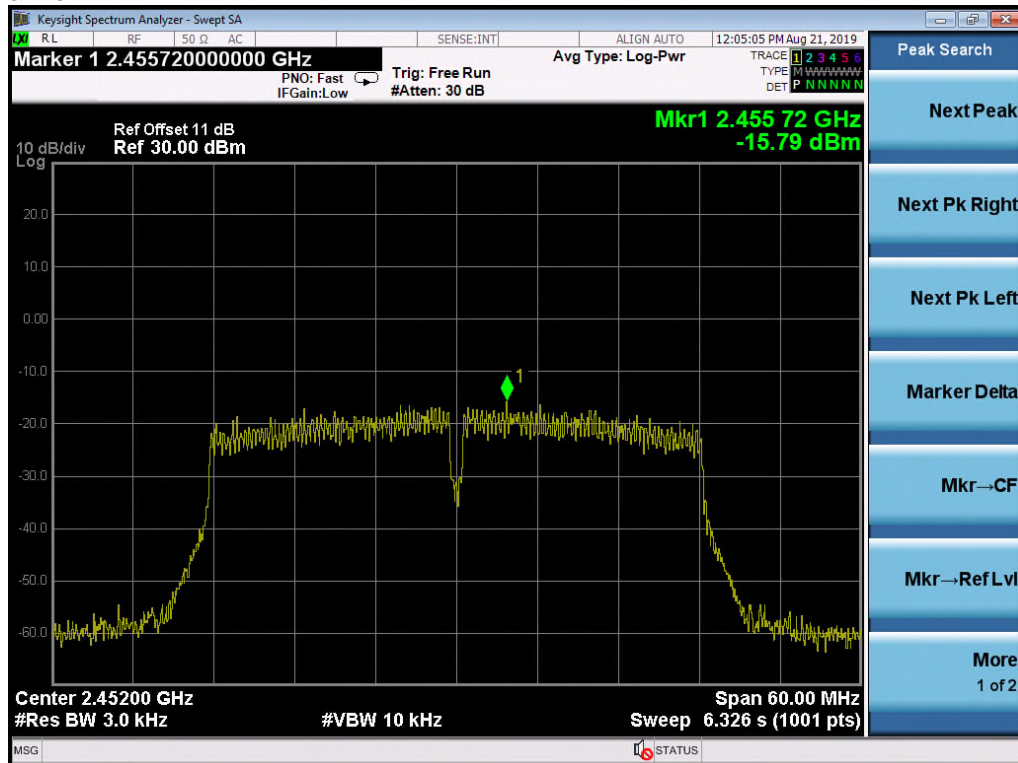 Keysight Spectrum Analyzer - Swept SA
LXI RL RF 50 Ω AC SENSE:INT ALIGN AUTO 12:05:05 PM Aug 21, 2019
Marker 1 2.455720000000 GHz
PNO: Fast
IFGain:Low
Trig: Free Run
#Atten: 30 dB
Avg Type: Log-Pwr
TRACE 1 2 3 4 5 6
TYPE M WWWWW
DET P N N N N N
Mkr1 2.455 72 GHz
-15.79 dBm
Ref Offset 11 dB
10 dB/div Ref 30.00 dBm
Log
20.0
10.0
0.00
-10.0
-20.0
-30.0
-40.0
-50.0
-60.0
1
Center 2.45200 GHz Span 60.00 MHz
#Res BW 3.0 kHz #VBW 10 kHz Sweep 6.326 s (1001 pts)
MSG STATUS
Peak Search
Next Peak
Next Pk Right
Next Pk Left
Marker Delta
Mkr→CF
Mkr→Ref Lvl
More
1 of 2